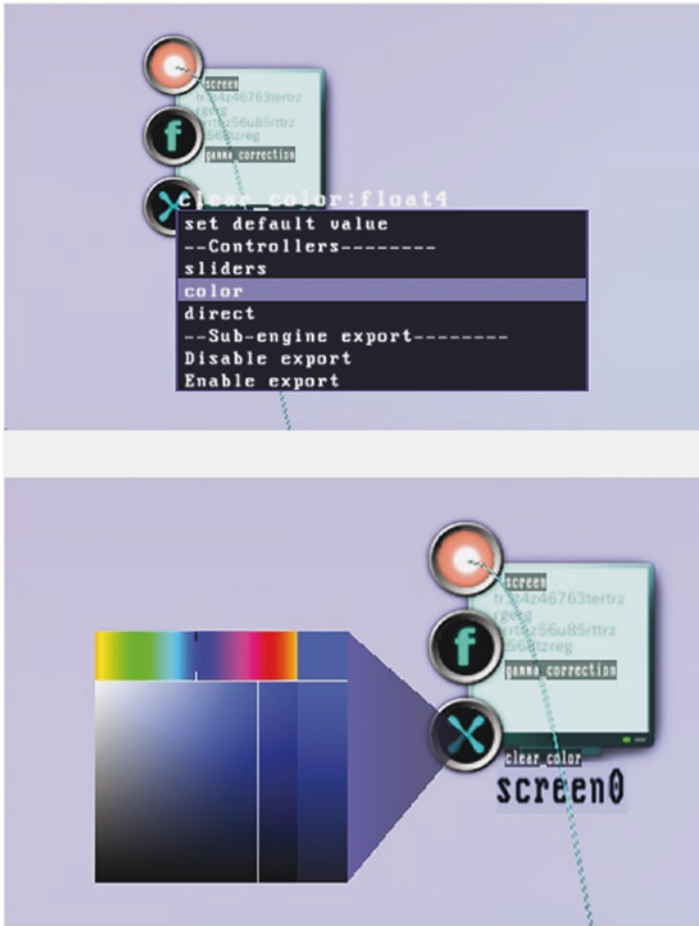 screen
gamma_correction
clear_color:float4
set default value
--Controllers--------
sliders
color
direct
--Sub-engine export--------
Disable export
Enable export
f
screen
f
gamma_correction
clear_color
screen0